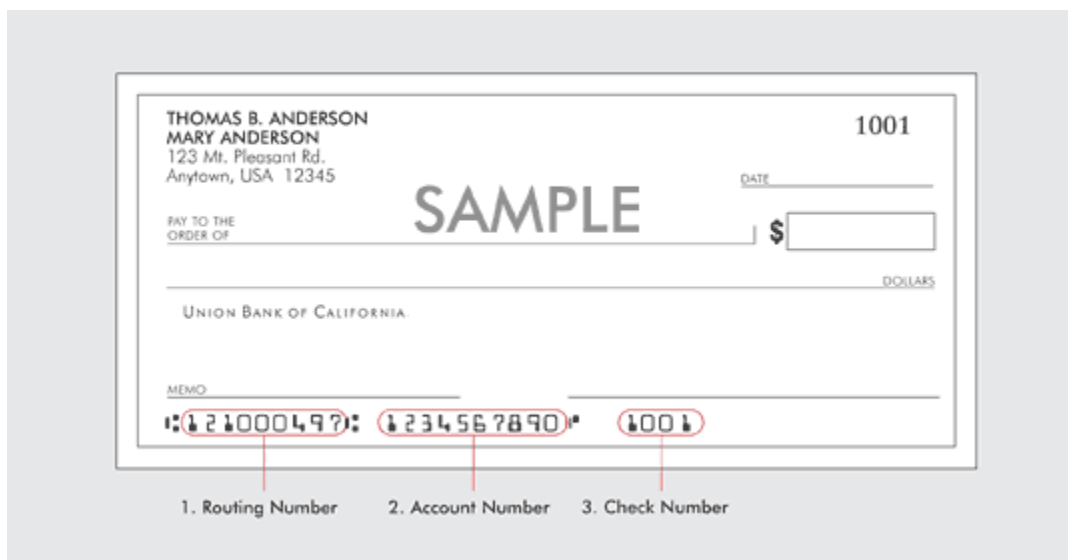 THOMAS B. ANDERSON
MARY ANDERSON
123 Mt. Pleasant Rd.
Anytown, USA 12345
1001
DATE
SAMPLE
PAY TO THE
ORDER OF
$
DOLLARS
UNION BANK OF CALIFORNIA
MEMO
⑆121000497⑆ 1234567890⑈ 1001
1. Routing Number 2. Account Number 3. Check Number